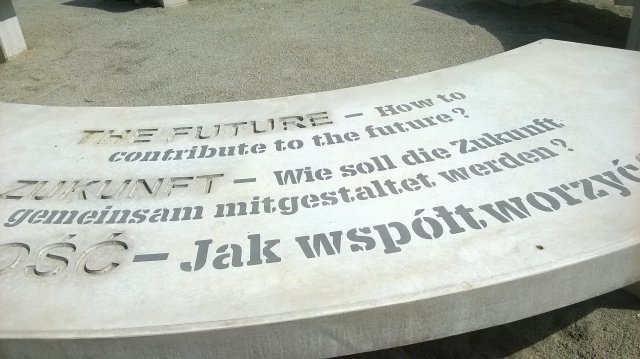 THE FUTURE – How to
contribute to the future?
ZUKUNFT – Wie soll die Zukunft
gemeinsam mitgestaltet werden?
OŚĆ – Jak współtworzyć